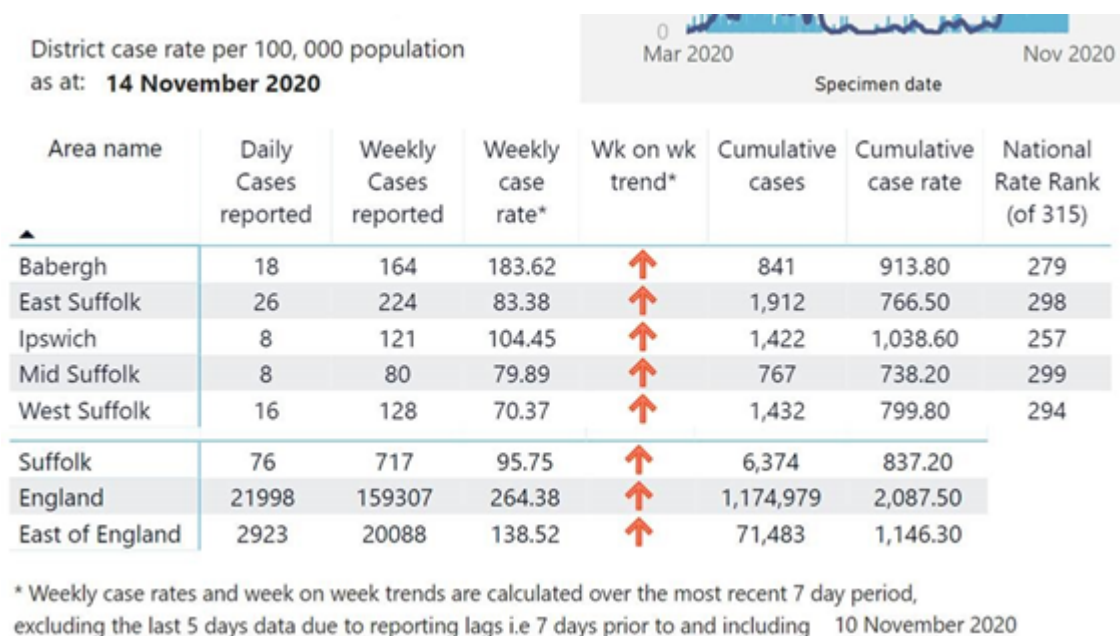 0
Mar 2020 Nov 2020
Specimen date
District case rate per 100, 000 population
as at: 14 November 2020
Area name Daily Cases reported Weekly Cases reported Weekly case rate* Wk on wk trend* Cumulative cases Cumulative case rate National Rate Rank (of 315)
Babergh 18 164 183.62 841 913.80 279
East Suffolk 26 224 83.38 1,912 766.50 298
Ipswich 8 121 104.45 1,422 1,038.60 257
Mid Suffolk 8 80 79.89 767 738.20 299
West Suffolk 16 128 70.37 1,432 799.80 294
Suffolk 76 717 95.75 6,374 837.20
England 21998 159307 264.38 1,174,979 2,087.50
East of England 2923 20088 138.52 71,483 1,146.30
* Weekly case rates and week on week trends are calculated over the most recent 7 day period,
excluding the last 5 days data due to reporting lags i.e 7 days prior to and including 10 November 2020